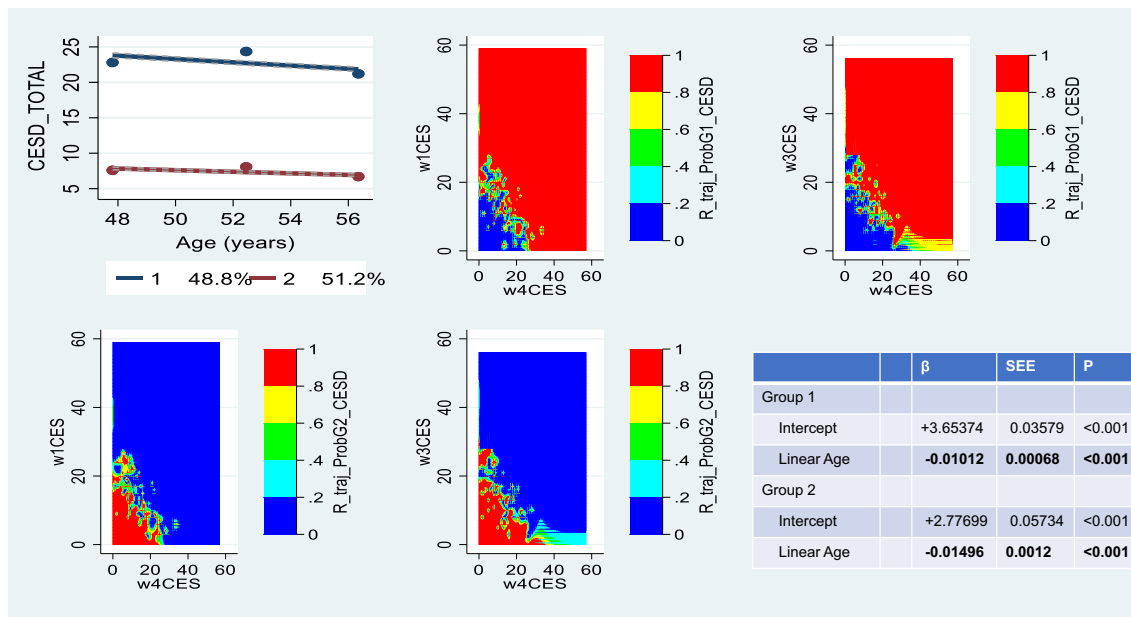 CESD_TOTAL
25
20
15
10
5
48 50 52 54 56
Age (years)
1 48.8% 2 51.2%
w1CES
60
40
20
0
0 20 40 60
w4CES
1
.8
.6
.4
.2
0
R_traj_ProbG1_CESD
w3CES
60
40
20
0
0 20 40 60
w4CES
1
.8
.6
.4
.2
0
R_traj_ProbG1_CESD
w1CES
60
40
20
0
0 20 40 60
w4CES
1
.8
.6
.4
.2
0
R_traj_ProbG2_CESD
w3CES
60
40
20
0
0 20 40 60
w4CES
1
.8
.6
.4
.2
0
R_traj_ProbG2_CESD
β SEE P
Group 1
Intercept +3.65374 0.03579 <0.001
Linear Age -0.01012 0.00068 <0.001
Group 2
Intercept +2.77699 0.05734 <0.001
Linear Age -0.01496 0.0012 <0.001